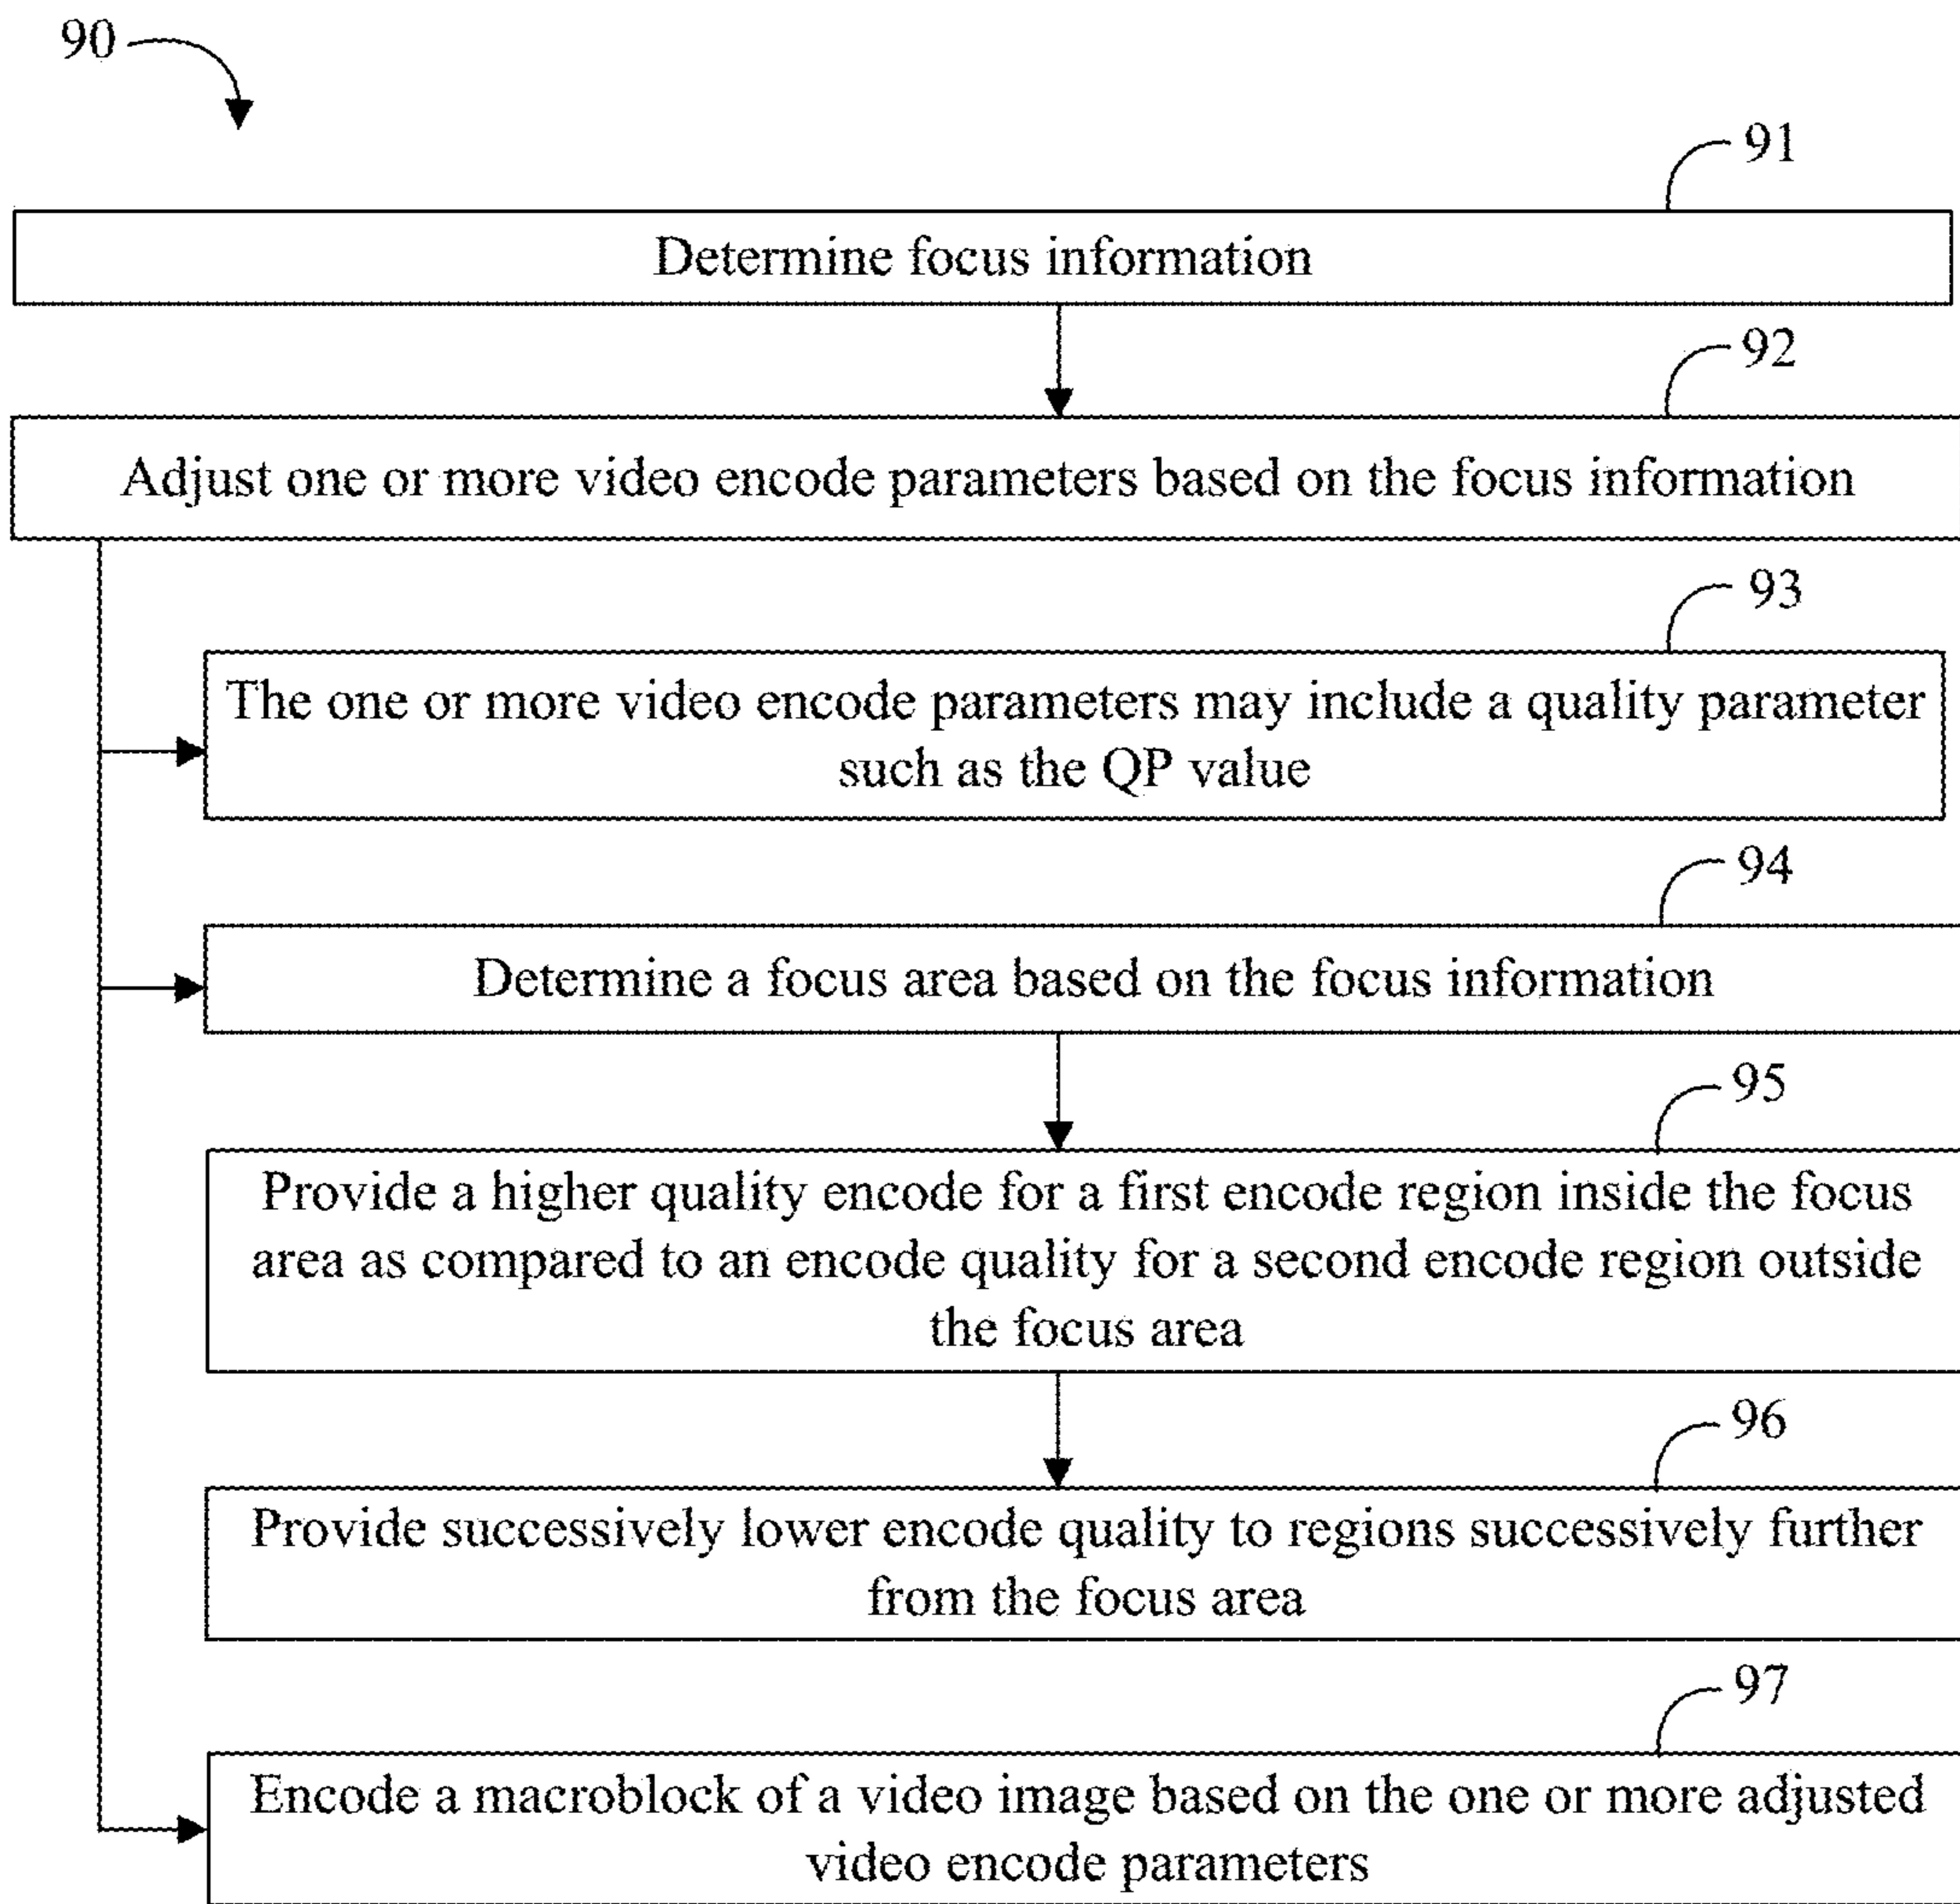 90
91
Determine focus information
92
Adjust one or more video encode parameters based on the focus information
93
The one or more video encode parameters may include a quality parameter
such as the QP value
94
Determine a focus area based on the focus information
95
Provide a higher quality encode for a first encode region inside the focus
area as compared to an encode quality for a second encode region outside
the focus area
96
Provide successively lower encode quality to regions successively further
from the focus area
97
Encode a macroblock of a video image based on the one or more adjusted
video encode parameters